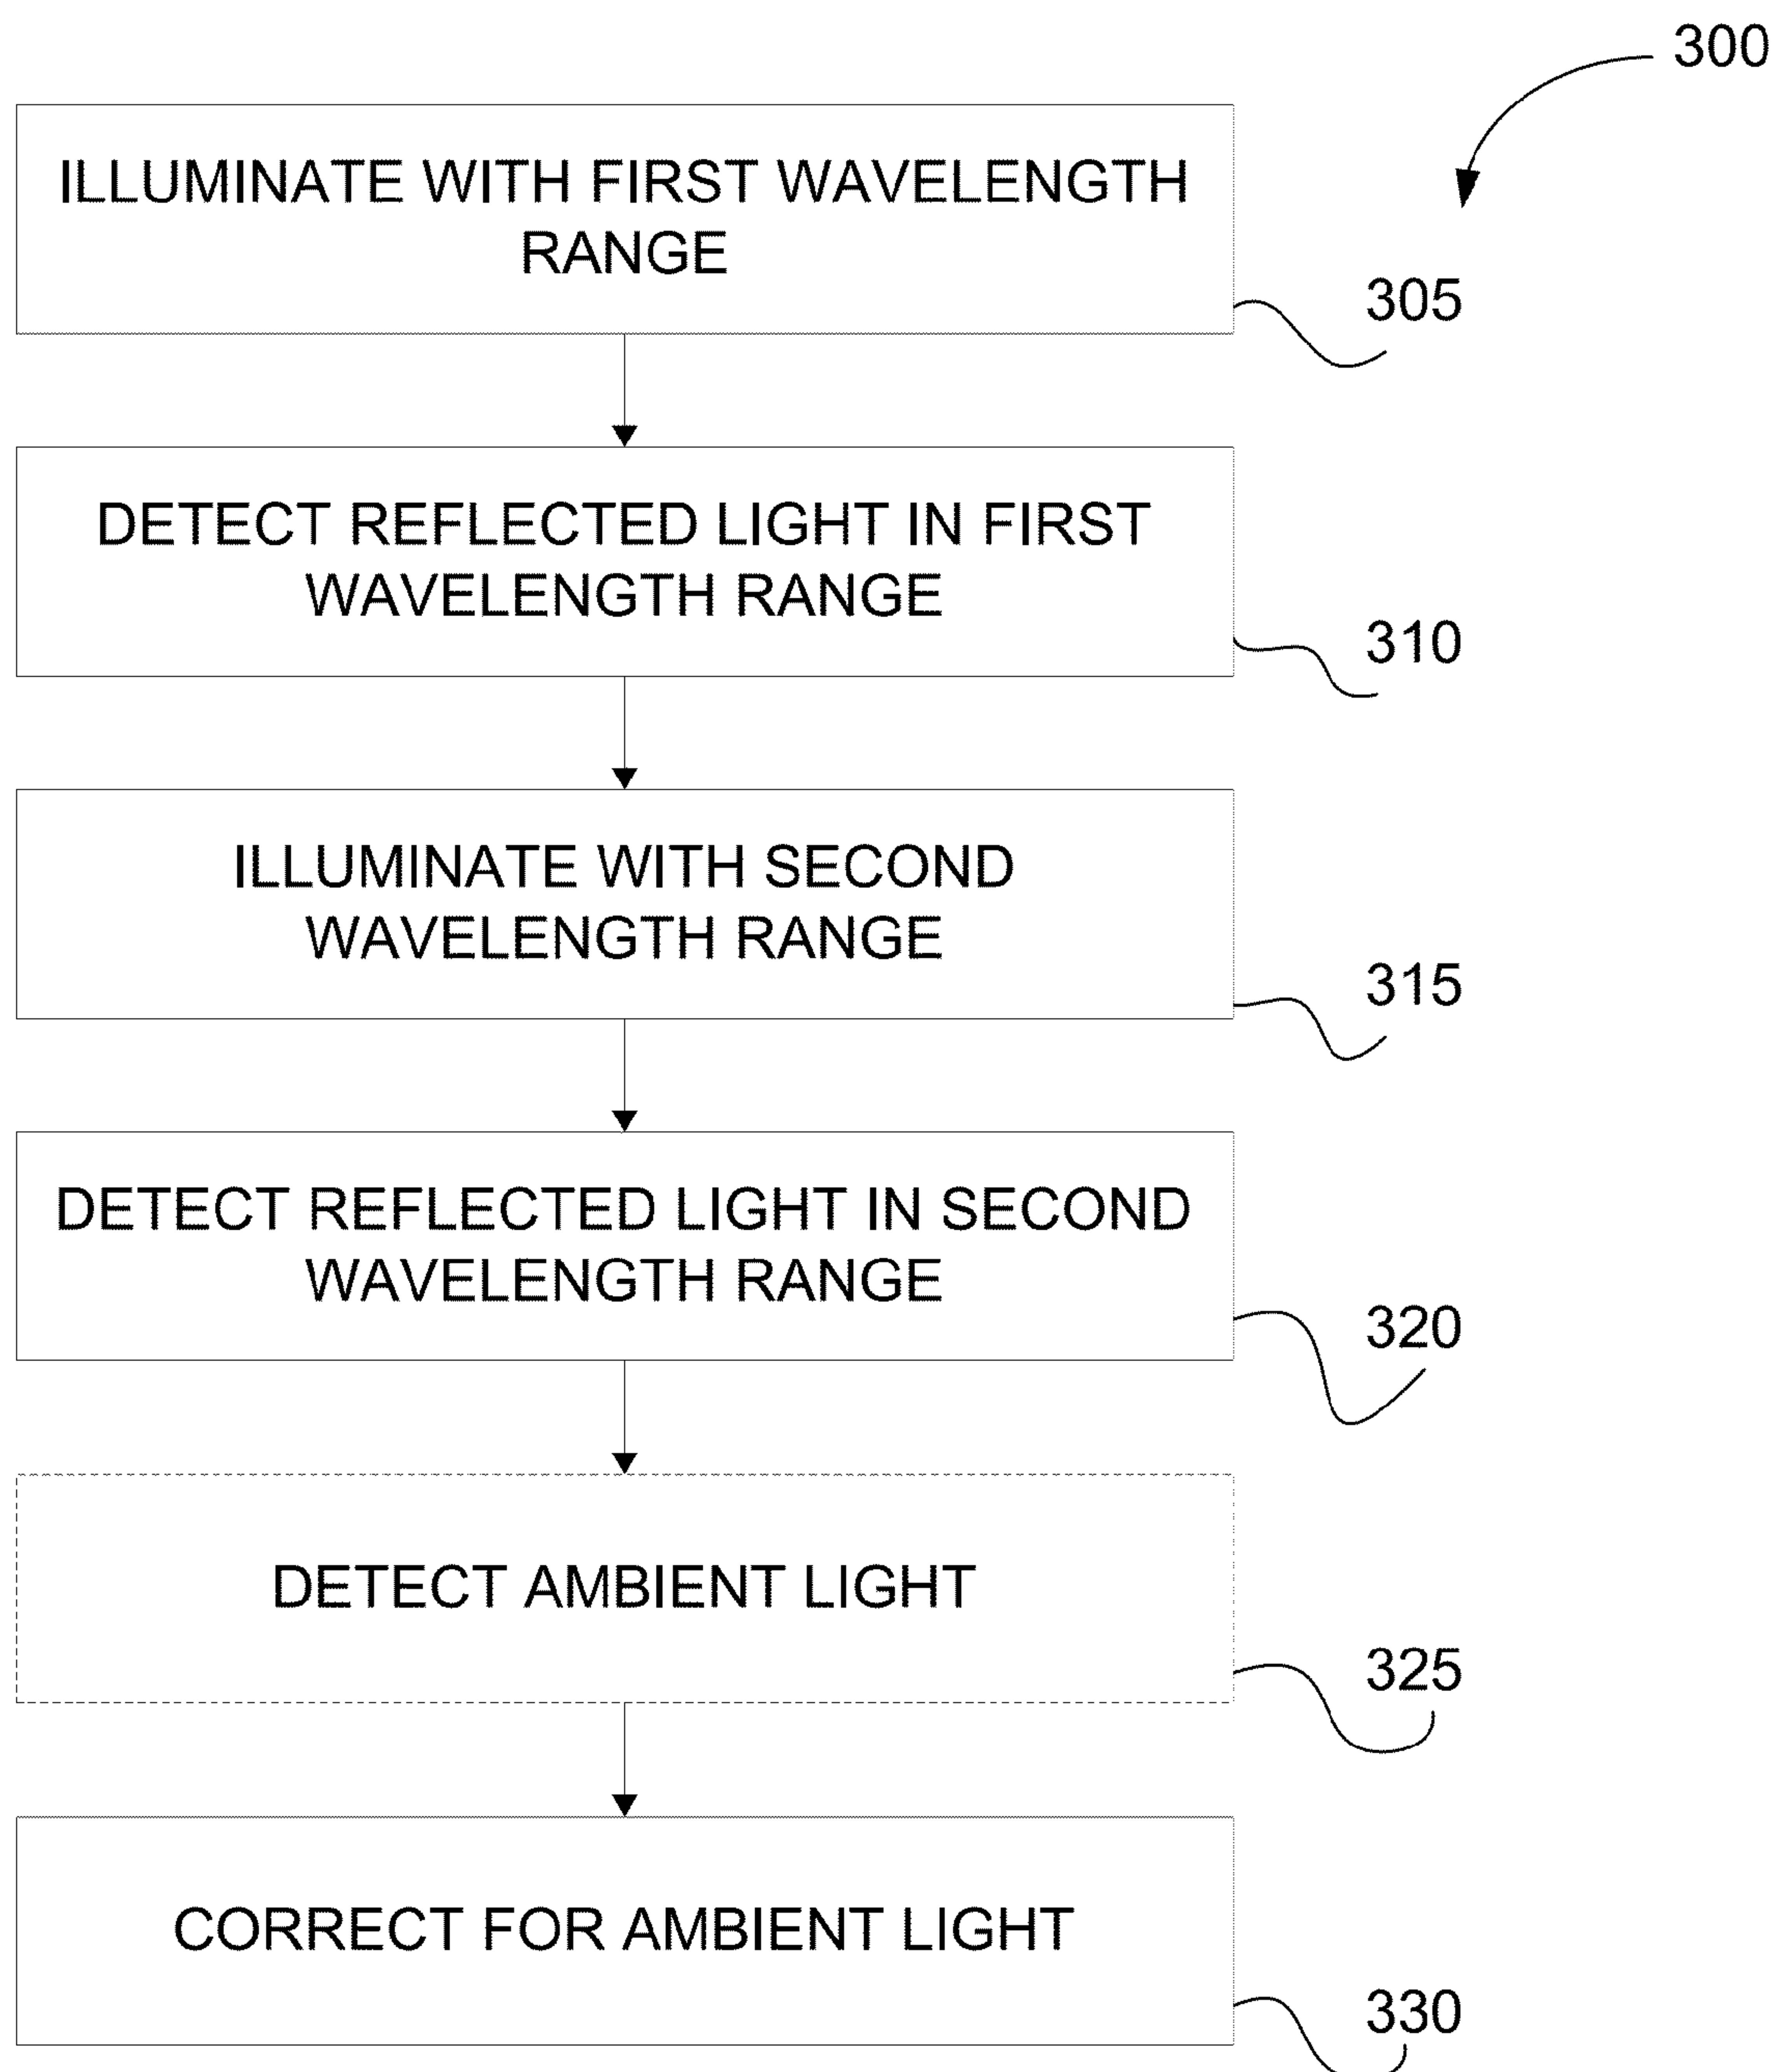 300
ILLUMINATE WITH FIRST WAVELENGTH
RANGE
305
DETECT REFLECTED LIGHT IN FIRST
WAVELENGTH RANGE
310
ILLUMINATE WITH SECOND
WAVELENGTH RANGE
315
DETECT REFLECTED LIGHT IN SECOND
WAVELENGTH RANGE
320
DETECT AMBIENT LIGHT
325
CORRECT FOR AMBIENT LIGHT
330